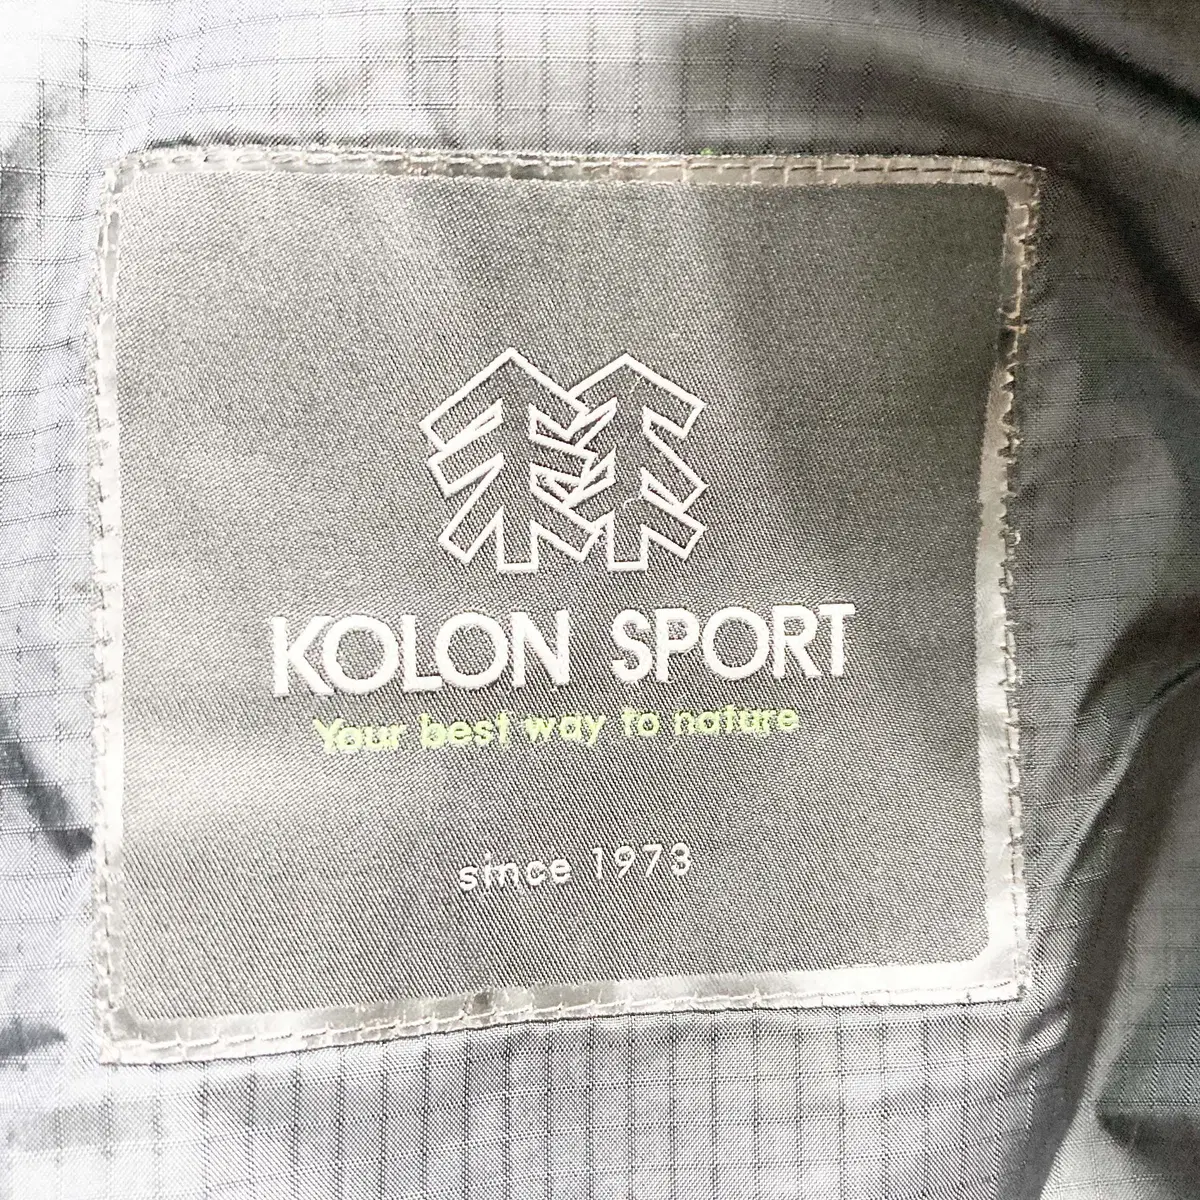 KOLON SPORT
Your best way to nature
since 1973